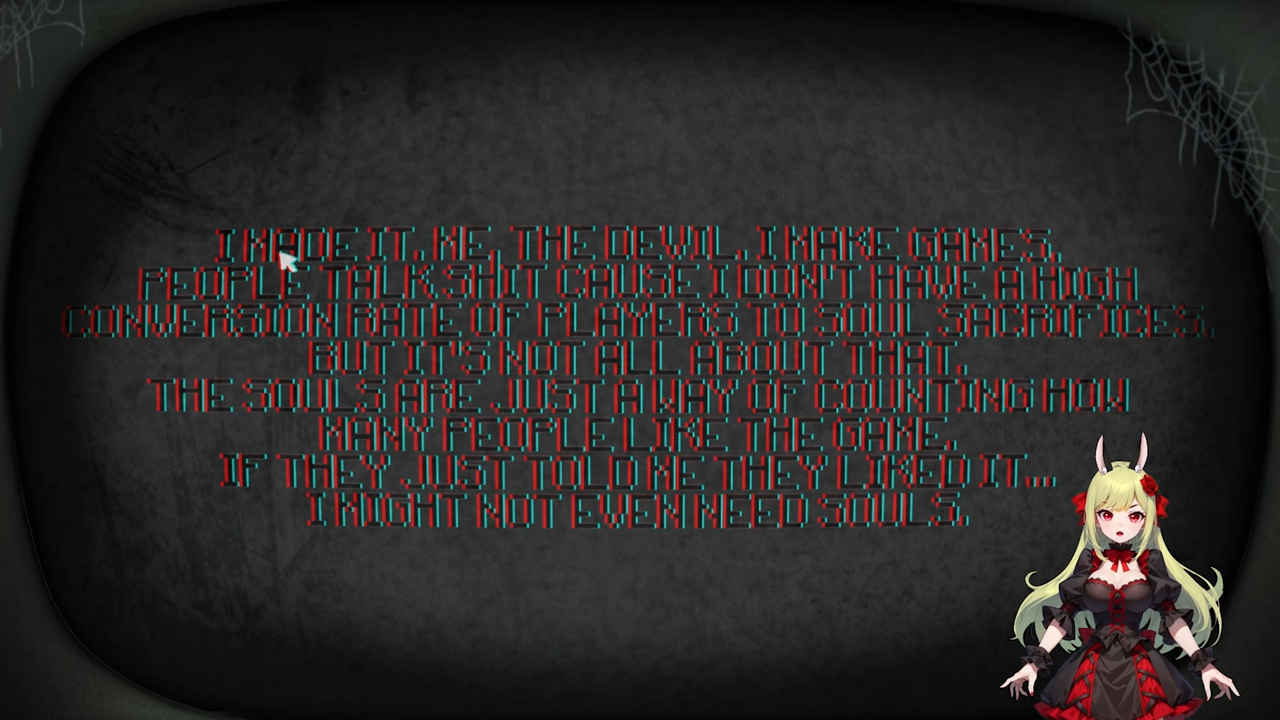 I MADE IT. ME, THE DEVIL. I MAKE GAMES.
PEOPLE TALK SHIT CAUSE I DON'T HAVE A HIGH
CONVERSION RATE OF PLAYERS TO SOUL SACRIFICES.
BUT IT'S NOT ALL ABOUT THAT.
THE SOULS ARE JUST A WAY OF COUNTING HOW
MANY PEOPLE LIKE THE GAME.
IF THEY JUST TOLD ME THEY LIKED IT...
I MIGHT NOT EVEN NEED SOULS.